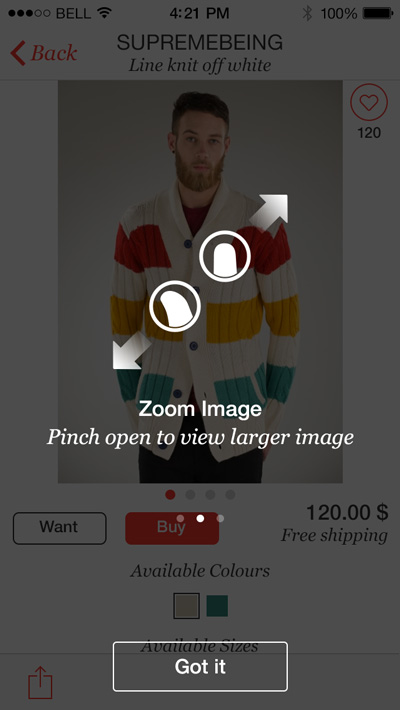 BELL 4:21 PM 100%
Back SUPREMEBEING
Line knit off white
120
Zoom Image
Pinch open to view larger image
Want Buy 120.00 $
Free shipping
Available Colours
Available Sizes
Got it